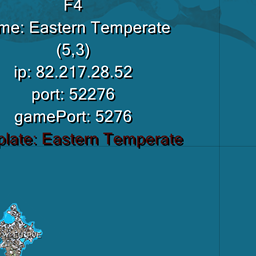 F4
me: Eastern Temperate
(5,3)
ip: 82.217.28.52
port: 52276
gamePort: 5276
plate: Eastern Temperate